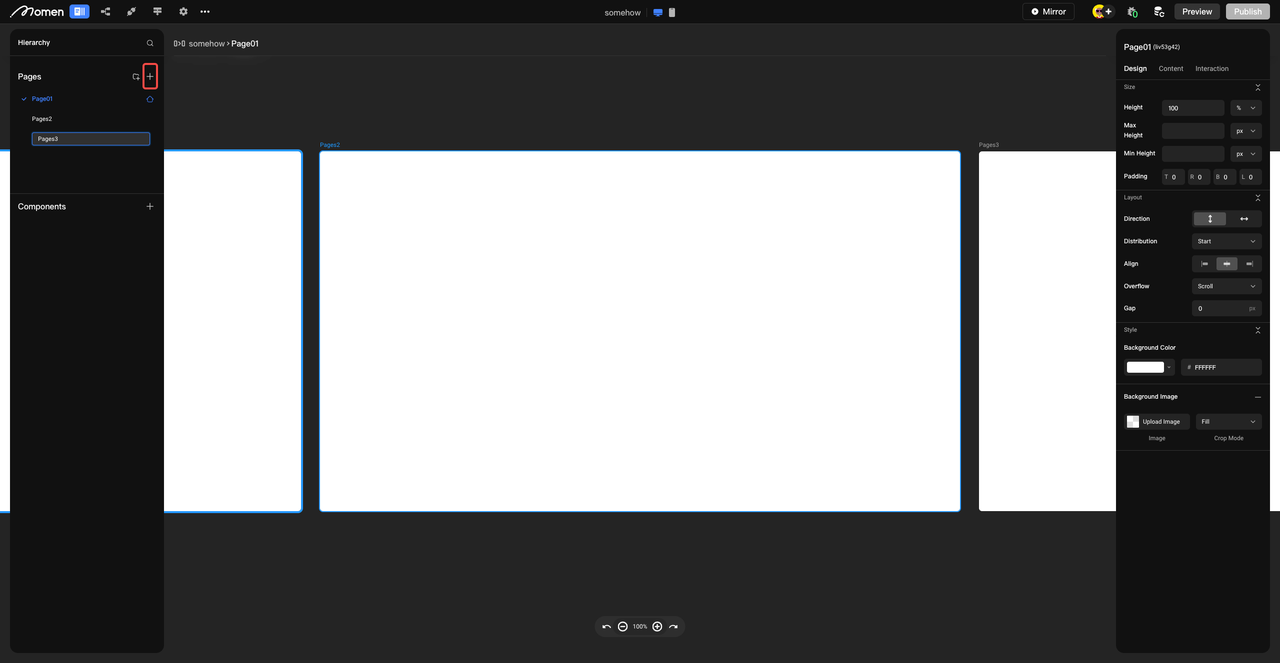 Momen
somehow
Mirror
Preview
Publish
Hierarchy
somehow › Page01
Pages
Page01
Pages2
Pages3
Components
Pages2
Pages3
100%
Page01 (liv53g42)
Design Content Interaction
Size
Height 100 %
Max Height px
Min Height px
Padding T 0 R 0 B 0 L 0
Layout
Direction
Distribution Start
Align
Overflow Scroll
Gap 0 px
Style
Background Color
# FFFFFF
Background Image
Upload Image Fill
Image Crop Mode